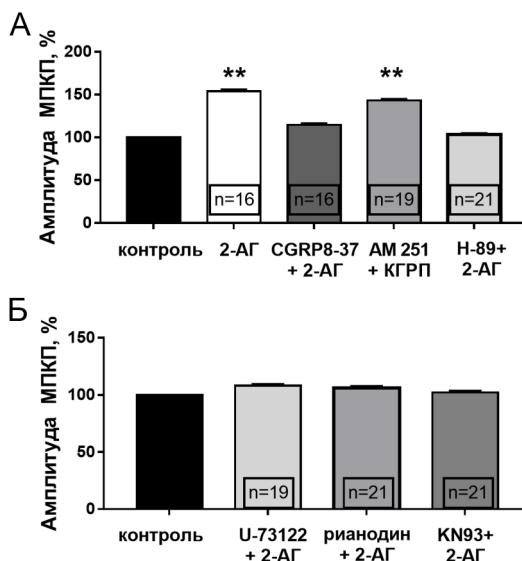 А
Амплитуда МПКП, %
200
150
100
50
0
**
**
n=16
n=16
n=19
n=21
контроль
2-АГ
CGRP8-37
+ 2-АГ
АМ 251
+ КГРП
Н-89+
2-АГ
Б
Амплитуда МПКП, %
150
100
50
0
n=19
n=21
n=21
контроль
U-73122
+ 2-АГ
рианодин
+ 2-АГ
KN93+
2-АГ